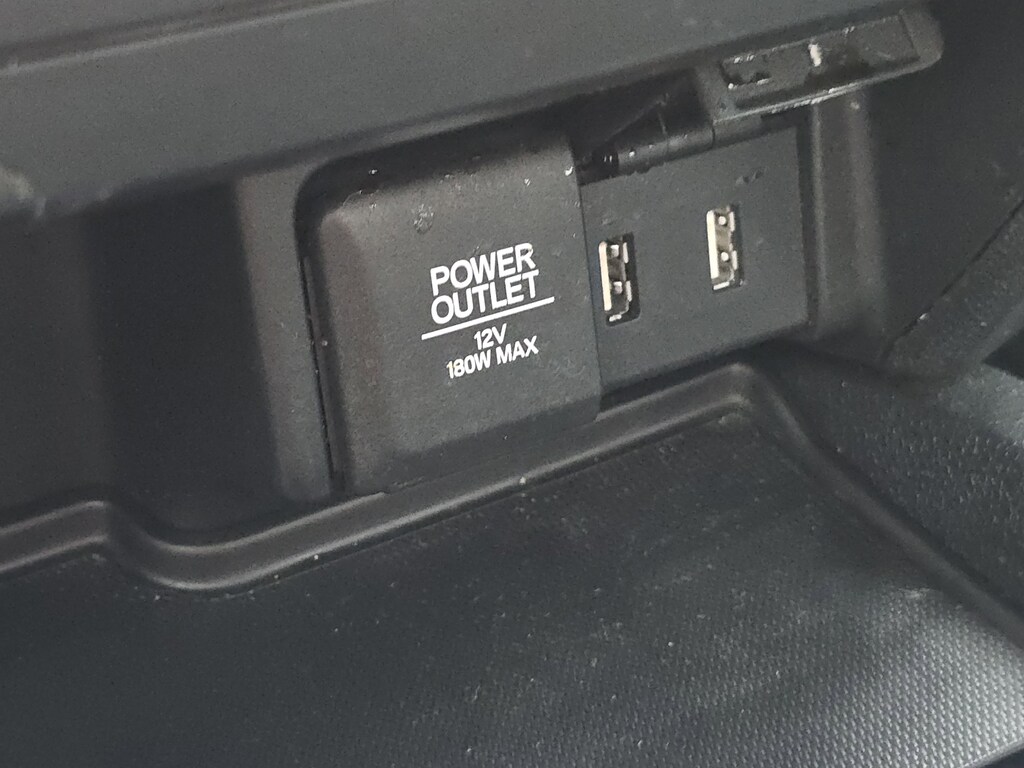 POWER
OUTLET
12V
180W MAX